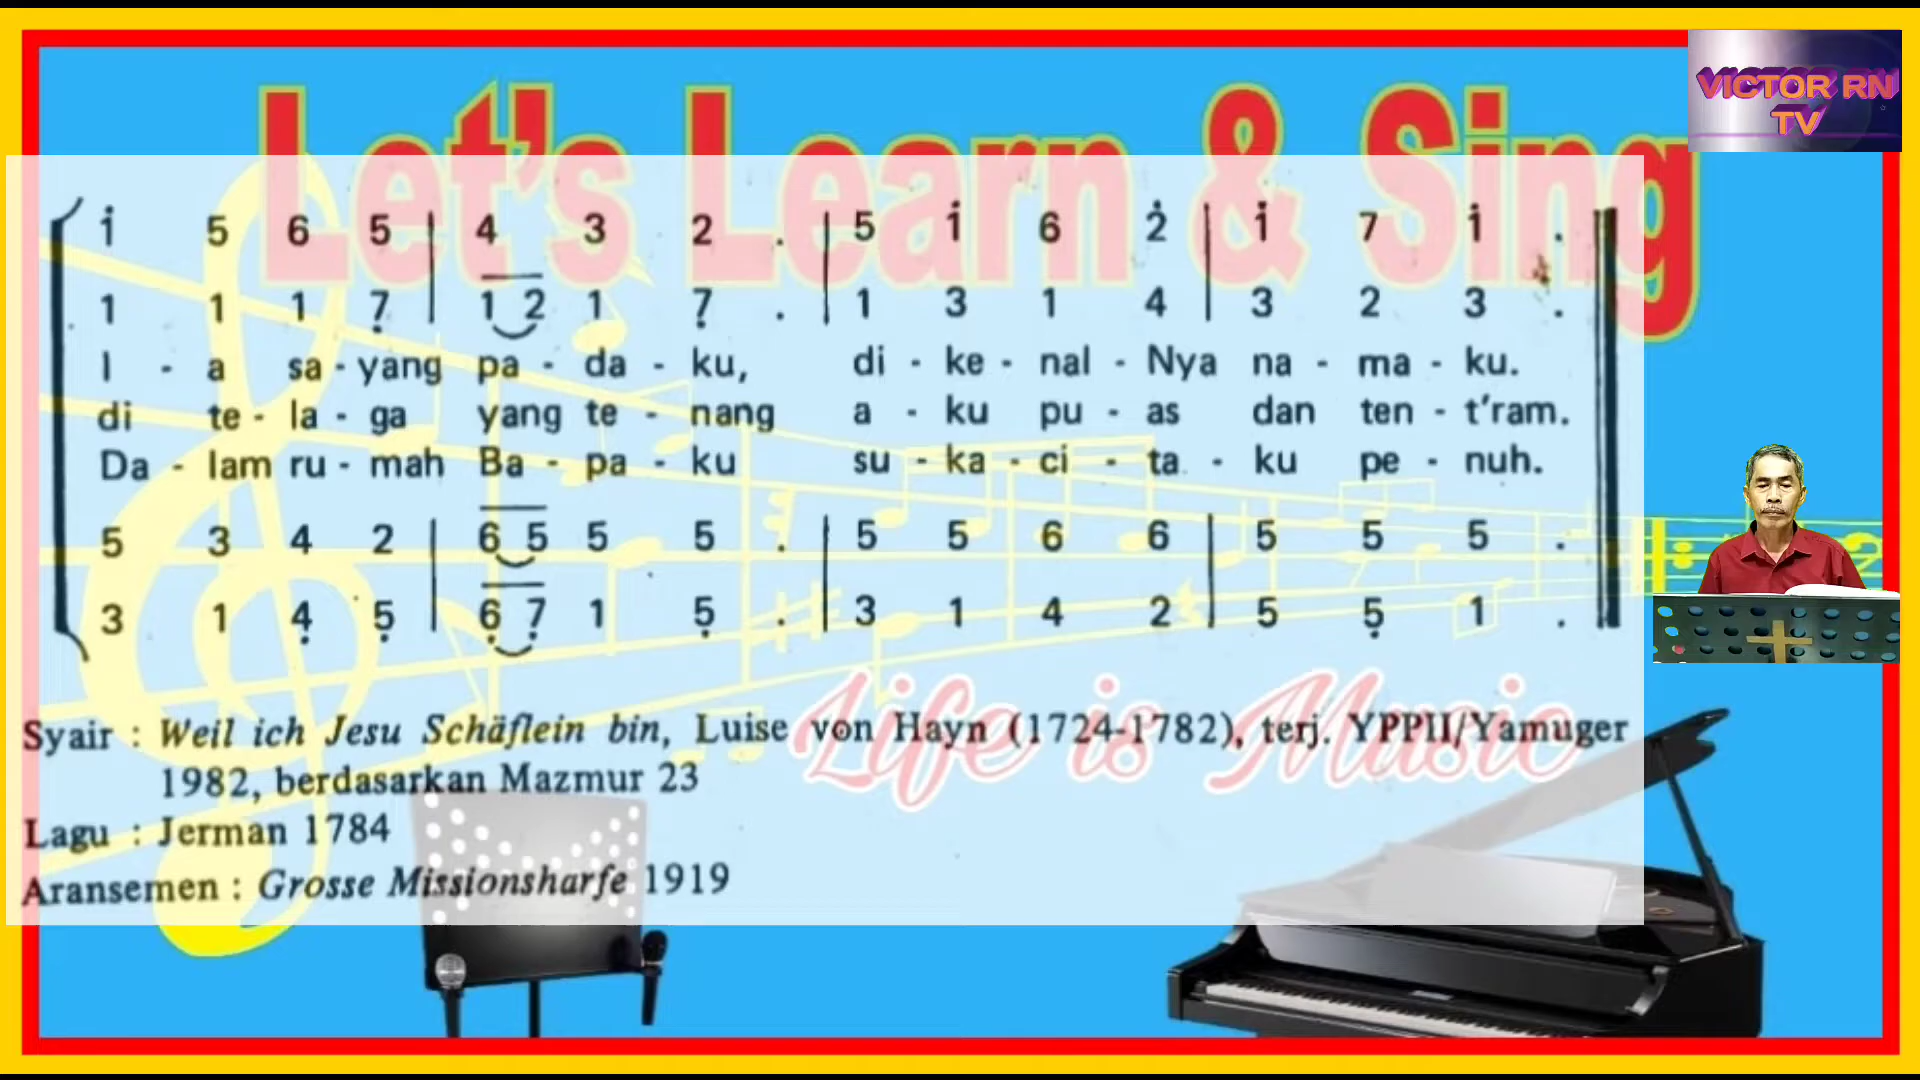 Let's Learn & Sing
VICTOR RN
TV
i 5 6 5 | 4 3 2 . | 5 i 6 2̇ | i 7 i .
1 1 1 7̣ | 1 2 1 7̣ . | 1 3 1 4 | 3 2 3 .
I - a sa - yang pa - da - ku, di - ke - nal - Nya na - ma - ku.
di te - la - ga yang te - nang a - ku pu - as dan ten - t'ram.
Da - lam ru - mah Ba - pa - ku su - ka - ci - ta - ku pe - nuh.
5 3 4 2 | 6 5 5 5 . | 5 5 6 6 | 5 5 5 .
3 1 4̣ 5̣ | 6̣ 7̣ 1 5̣ . | 3 1 4 2 | 5 5̣ 1 .
Life is Music
Syair : Weil ich Jesu Schäflein bin, Luise von Hayn (1724-1782), terj. YPPII/Yamuger
1982, berdasarkan Mazmur 23
Lagu : Jerman 1784
Aransemen : Grosse Missionsharfe 1919